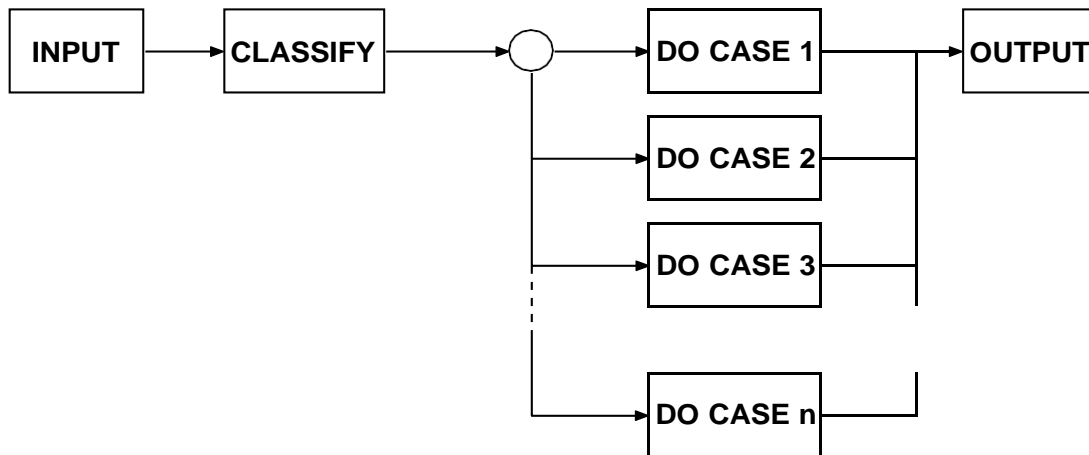 INPUT
CLASSIFY
DO CASE 1
OUTPUT
DO CASE 2
DO CASE 3
DO CASE n